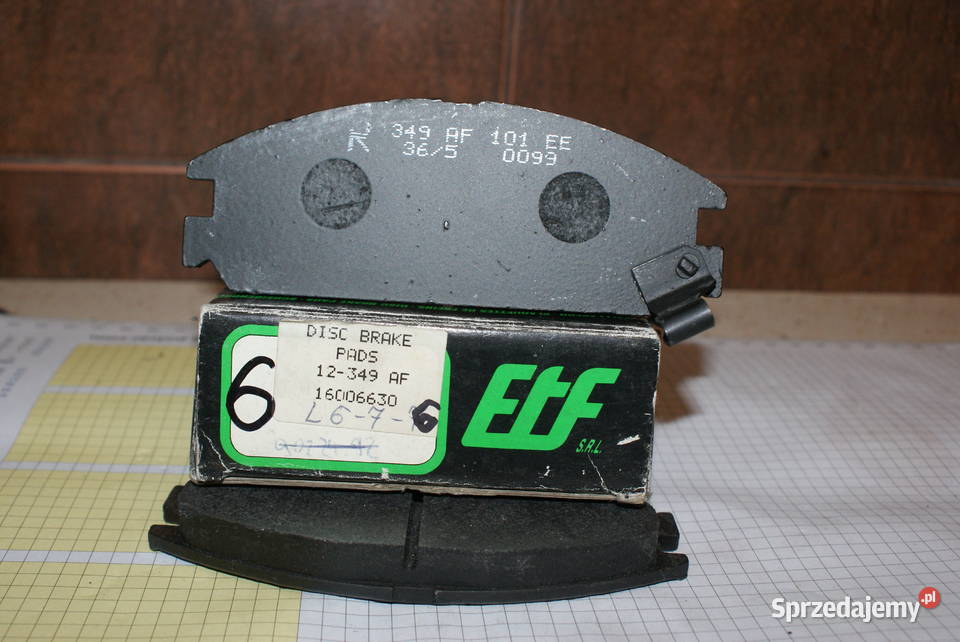 349 AF 101 EE
36/5 0099
DISC BRAKE
PADS
12-349 AF
16006630
L6-7-6
6
EtF
S.R.L.
Sprzedajemy.pl